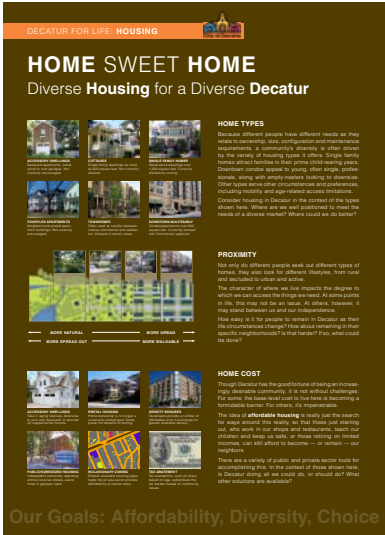 DECATUR FOR LIFE: HOUSING
HOME SWEET HOME
Diverse Housing for a Diverse Decatur
HOME TYPES
Because different people have different needs as they
relate to ownership, size, configuration and maintenance
requirements, a community's diversity is often driven
by the variety of housing types it offers. Single family
homes attract families in their prime child-rearing years.
Downtown condos appeal to young, often single, profes-
sionals, along with empty-nesters looking to downsize.
Other types serve other circumstances and preferences,
including mobility and age-related access limitations.
Consider housing in Decatur in the context of the types
shown here. Where are we well positioned to meet the
needs of a diverse market? Where could we do better?
ACCESSORY DWELLINGS
COTTAGES
SINGLE-FAMILY HOMES
FOURPLEX APARTMENTS
TOWNHOMES
DOWNTOWN MULTIFAMILY
PROXIMITY
Not only do different people seek out different types of
homes, they also look for different lifestyles, from rural
and secluded to urban and active.
The character of where we live impacts the degree to
which we can access the things we need. At some points
in life, this may not be an issue. At others, however, it
may stand between us and our independence.
How easy is it for people to remain in Decatur as their
life circumstances change? How about remaining in their
specific neighborhoods? Is that harder? If so, what could
be done?
MORE NATURAL MORE URBAN
MORE SPREAD OUT MORE WALKABLE
HOME COST
Though Decatur has the good fortune of being an increas-
ingly desirable community, it is not without challenges.
For some, the base-level cost to live here is becoming a
formidable barrier. For others, it's impenetrable.
The idea of affordable housing is really just the search
for ways around this reality, so that those just starting
out, who work in our shops and restaurants, teach our
children and keep us safe, or those retiring on limited
incomes, can still afford to become — or remain — our
neighbors.
There are a variety of public and private sector tools for
accomplishing this. In the context of those shown here,
is Decatur doing all we could do, or should do? What
other solutions are available?
ACCESSORY DWELLINGS
RENTAL HOUSING
DENSITY BONUSES
PUBLIC/SUBSIDIZED HOUSING
INCLUSIONARY ZONING
TAX ABATEMENT
Our Goals: Affordability, Diversity, Choice